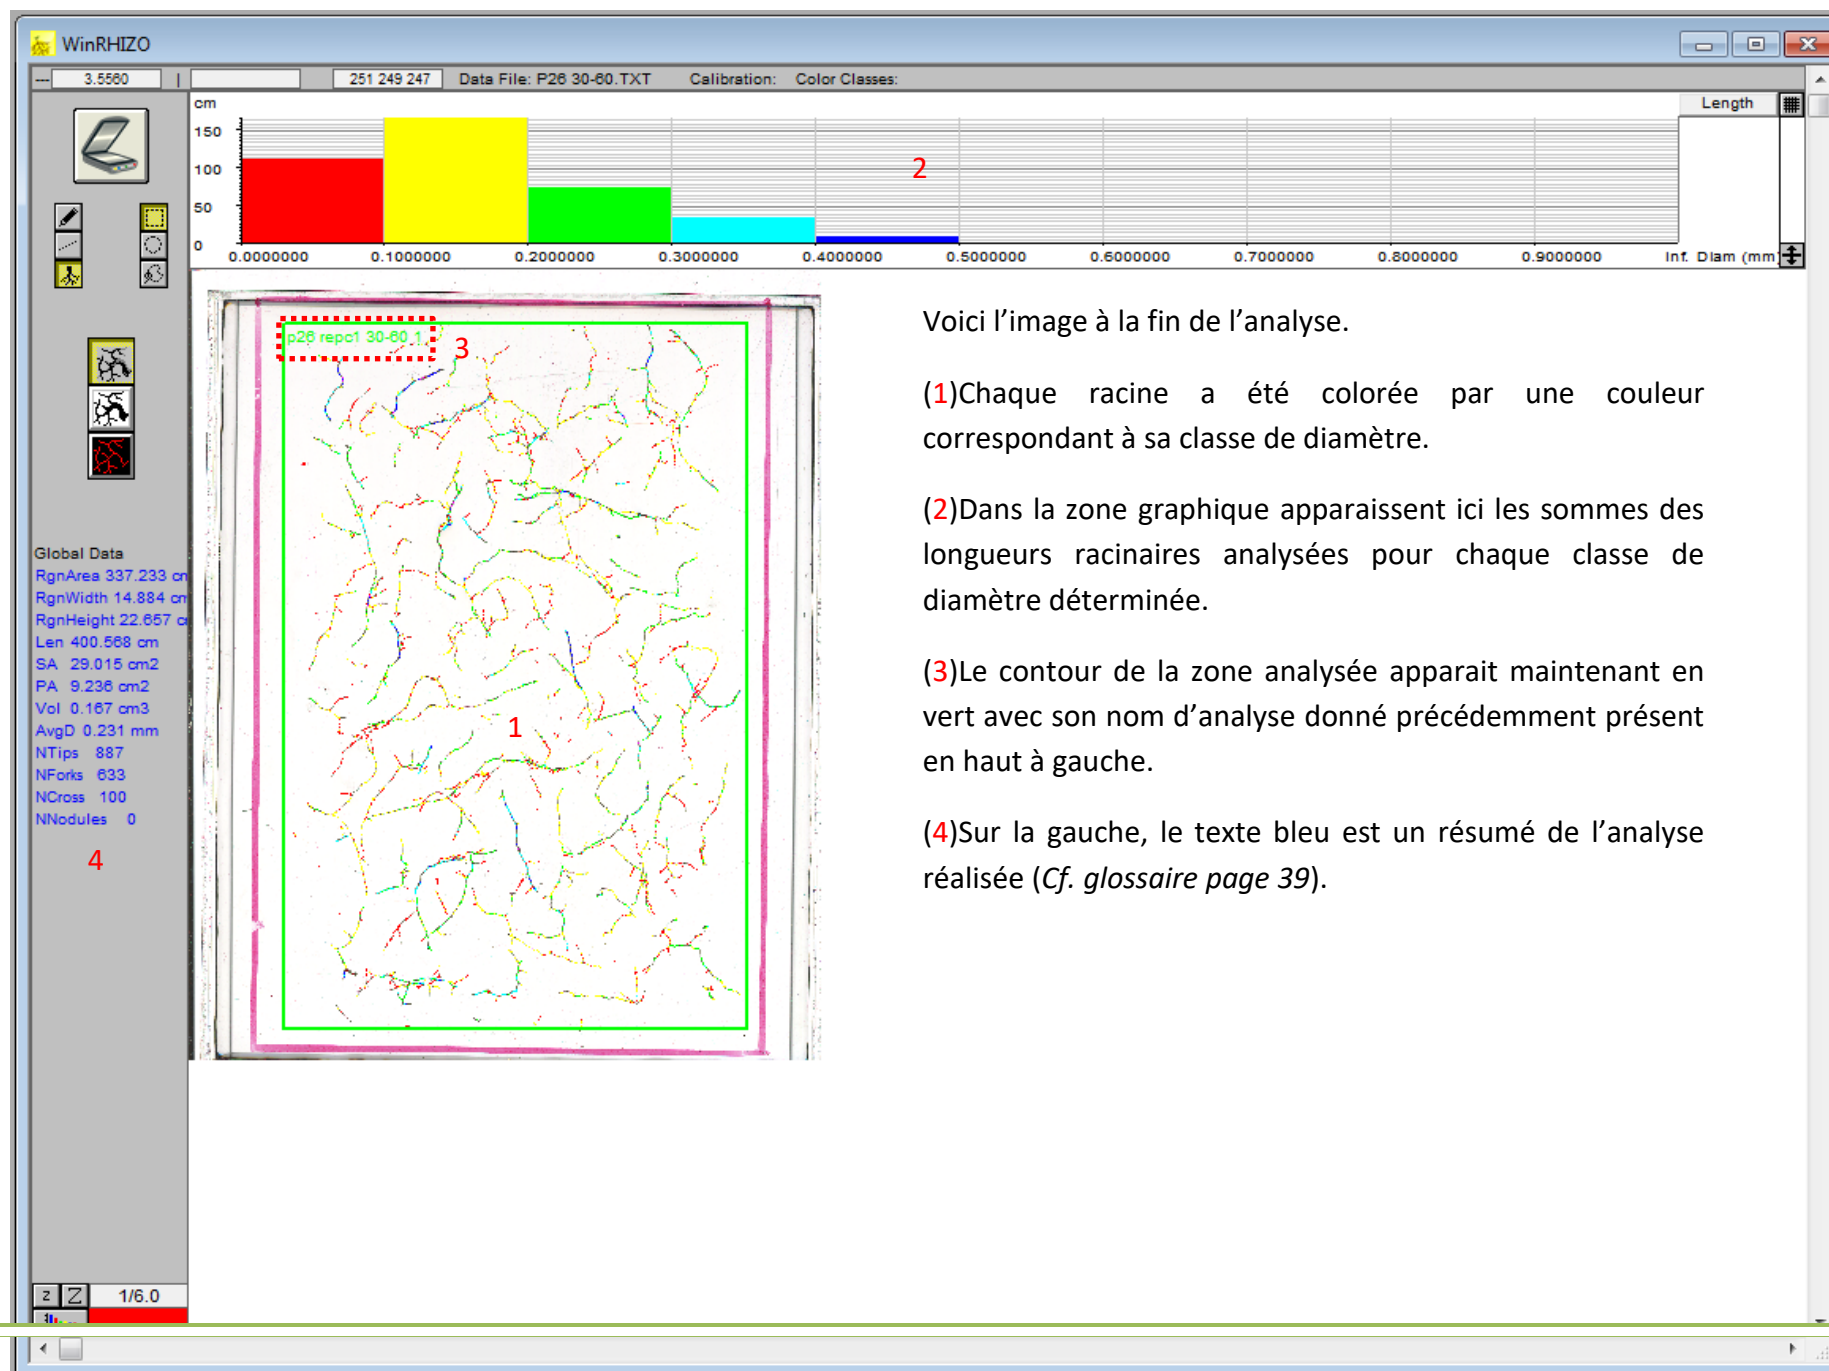 WinRHIZO
--- 3.5560 | 251 249 247 Data File: P26 30-60.TXT Calibration: Color Classes:
cm
Length
150
100
50
0
2
0.0000000 0.1000000 0.2000000 0.3000000 0.4000000 0.5000000 0.6000000 0.7000000 0.8000000 0.9000000 Inf. Diam (mm)
p26 repc1 30-60 1
3
1
Global Data
RgnArea 337.233 cm
RgnWidth 14.884 cm
RgnHeight 22.657 c
Len 400.568 cm
SA 29.015 cm2
PA 9.236 cm2
Vol 0.167 cm3
AvgD 0.231 mm
NTips 887
NForks 633
NCross 100
NNodules 0
4
Voici l’image à la fin de l’analyse.
(1)Chaque racine a été colorée par une couleur
correspondant à sa classe de diamètre.
(2)Dans la zone graphique apparaissent ici les sommes des
longueurs racinaires analysées pour chaque classe de
diamètre déterminée.
(3)Le contour de la zone analysée apparait maintenant en
vert avec son nom d’analyse donné précédemment présent
en haut à gauche.
(4)Sur la gauche, le texte bleu est un résumé de l’analyse
réalisée (Cf. glossaire page 39).
z Z 1/6.0